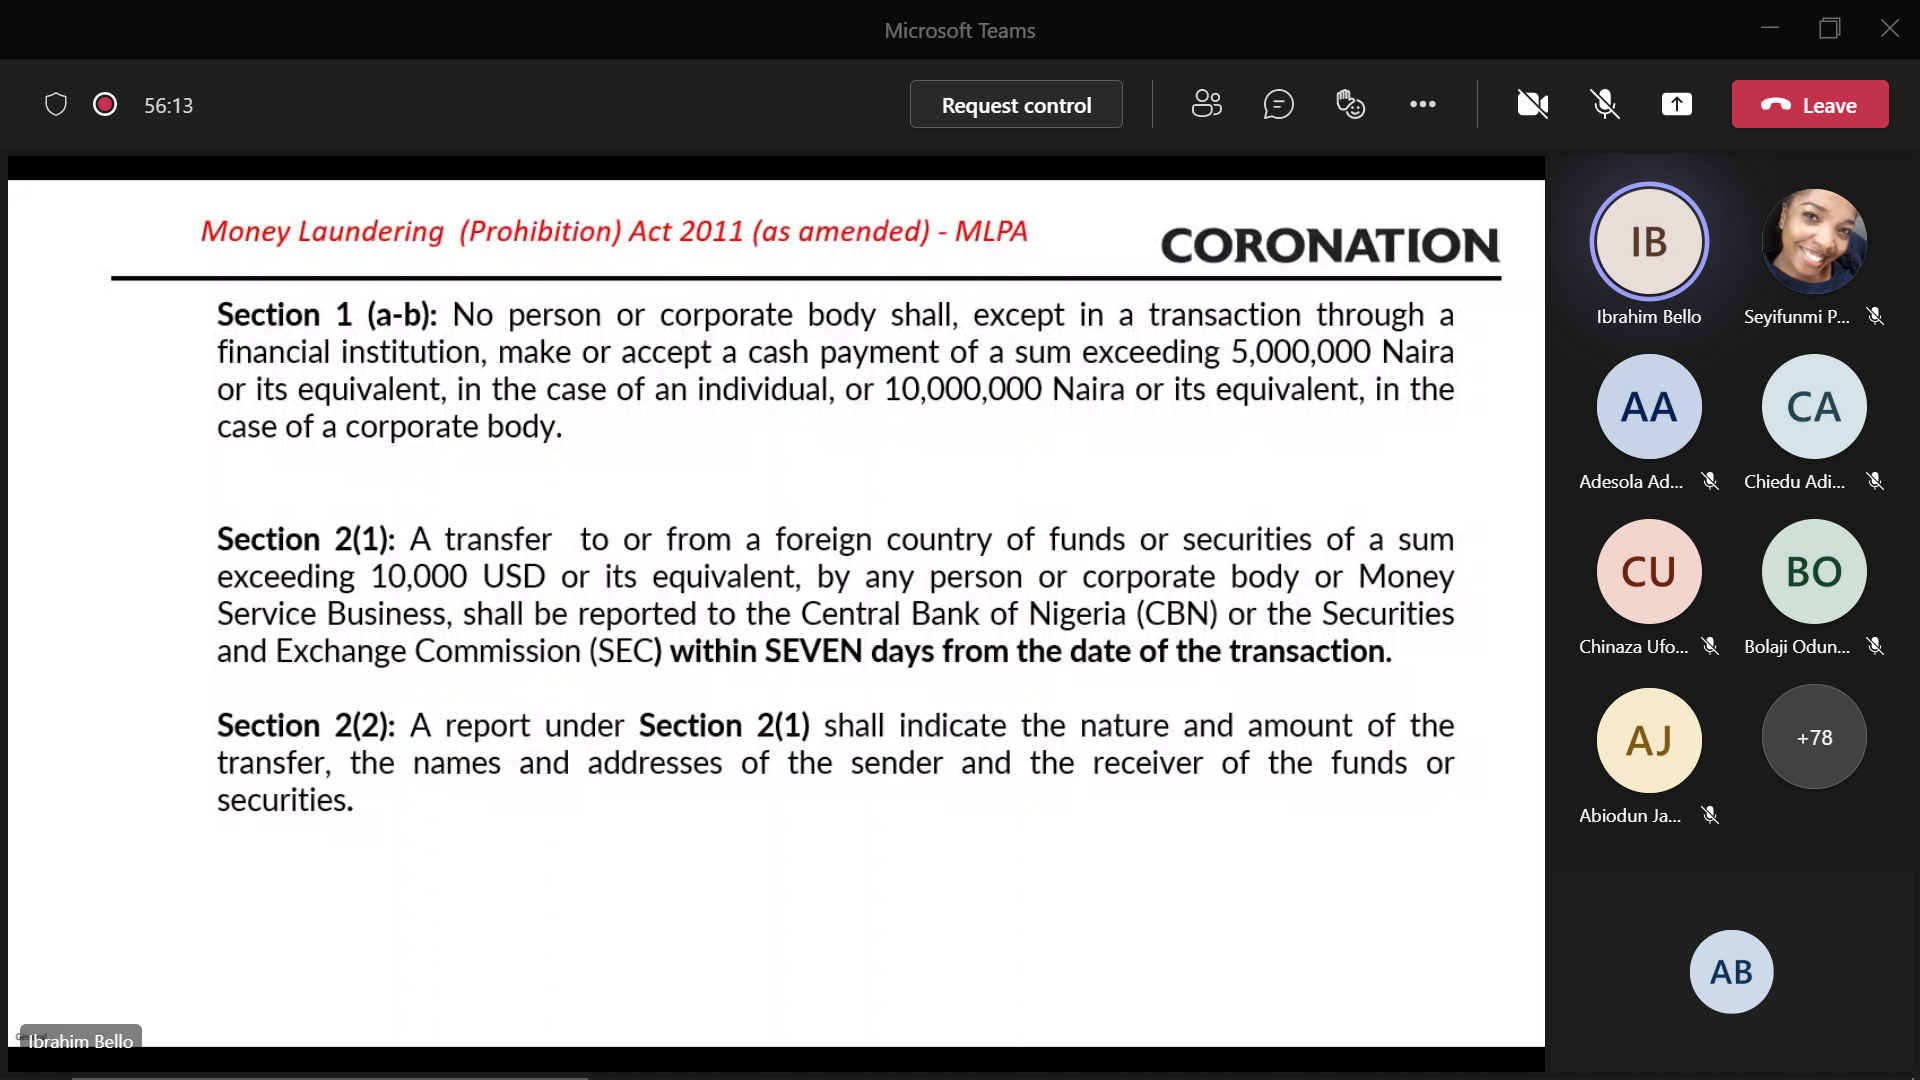 Microsoft Teams
56:13
Request control
Leave
Money Laundering (Prohibition) Act 2011 (as amended) - MLPA
CORONATION
Section 1 (a-b): No person or corporate body shall, except in a transaction through a
financial institution, make or accept a cash payment of a sum exceeding 5,000,000 Naira
or its equivalent, in the case of an individual, or 10,000,000 Naira or its equivalent, in the
case of a corporate body.
Section 2(1): A transfer to or from a foreign country of funds or securities of a sum
exceeding 10,000 USD or its equivalent, by any person or corporate body or Money
Service Business, shall be reported to the Central Bank of Nigeria (CBN) or the Securities
and Exchange Commission (SEC) within SEVEN days from the date of the transaction.
Section 2(2): A report under Section 2(1) shall indicate the nature and amount of the
transfer, the names and addresses of the sender and the receiver of the funds or
securities.
Ibrahim Bello
IB
Ibrahim Bello
Seyifunmi P...
AA
CA
Adesola Ad...
Chiedu Adi...
CU
BO
Chinaza Ufo...
Bolaji Odun...
AJ
+78
Abiodun Ja...
AB